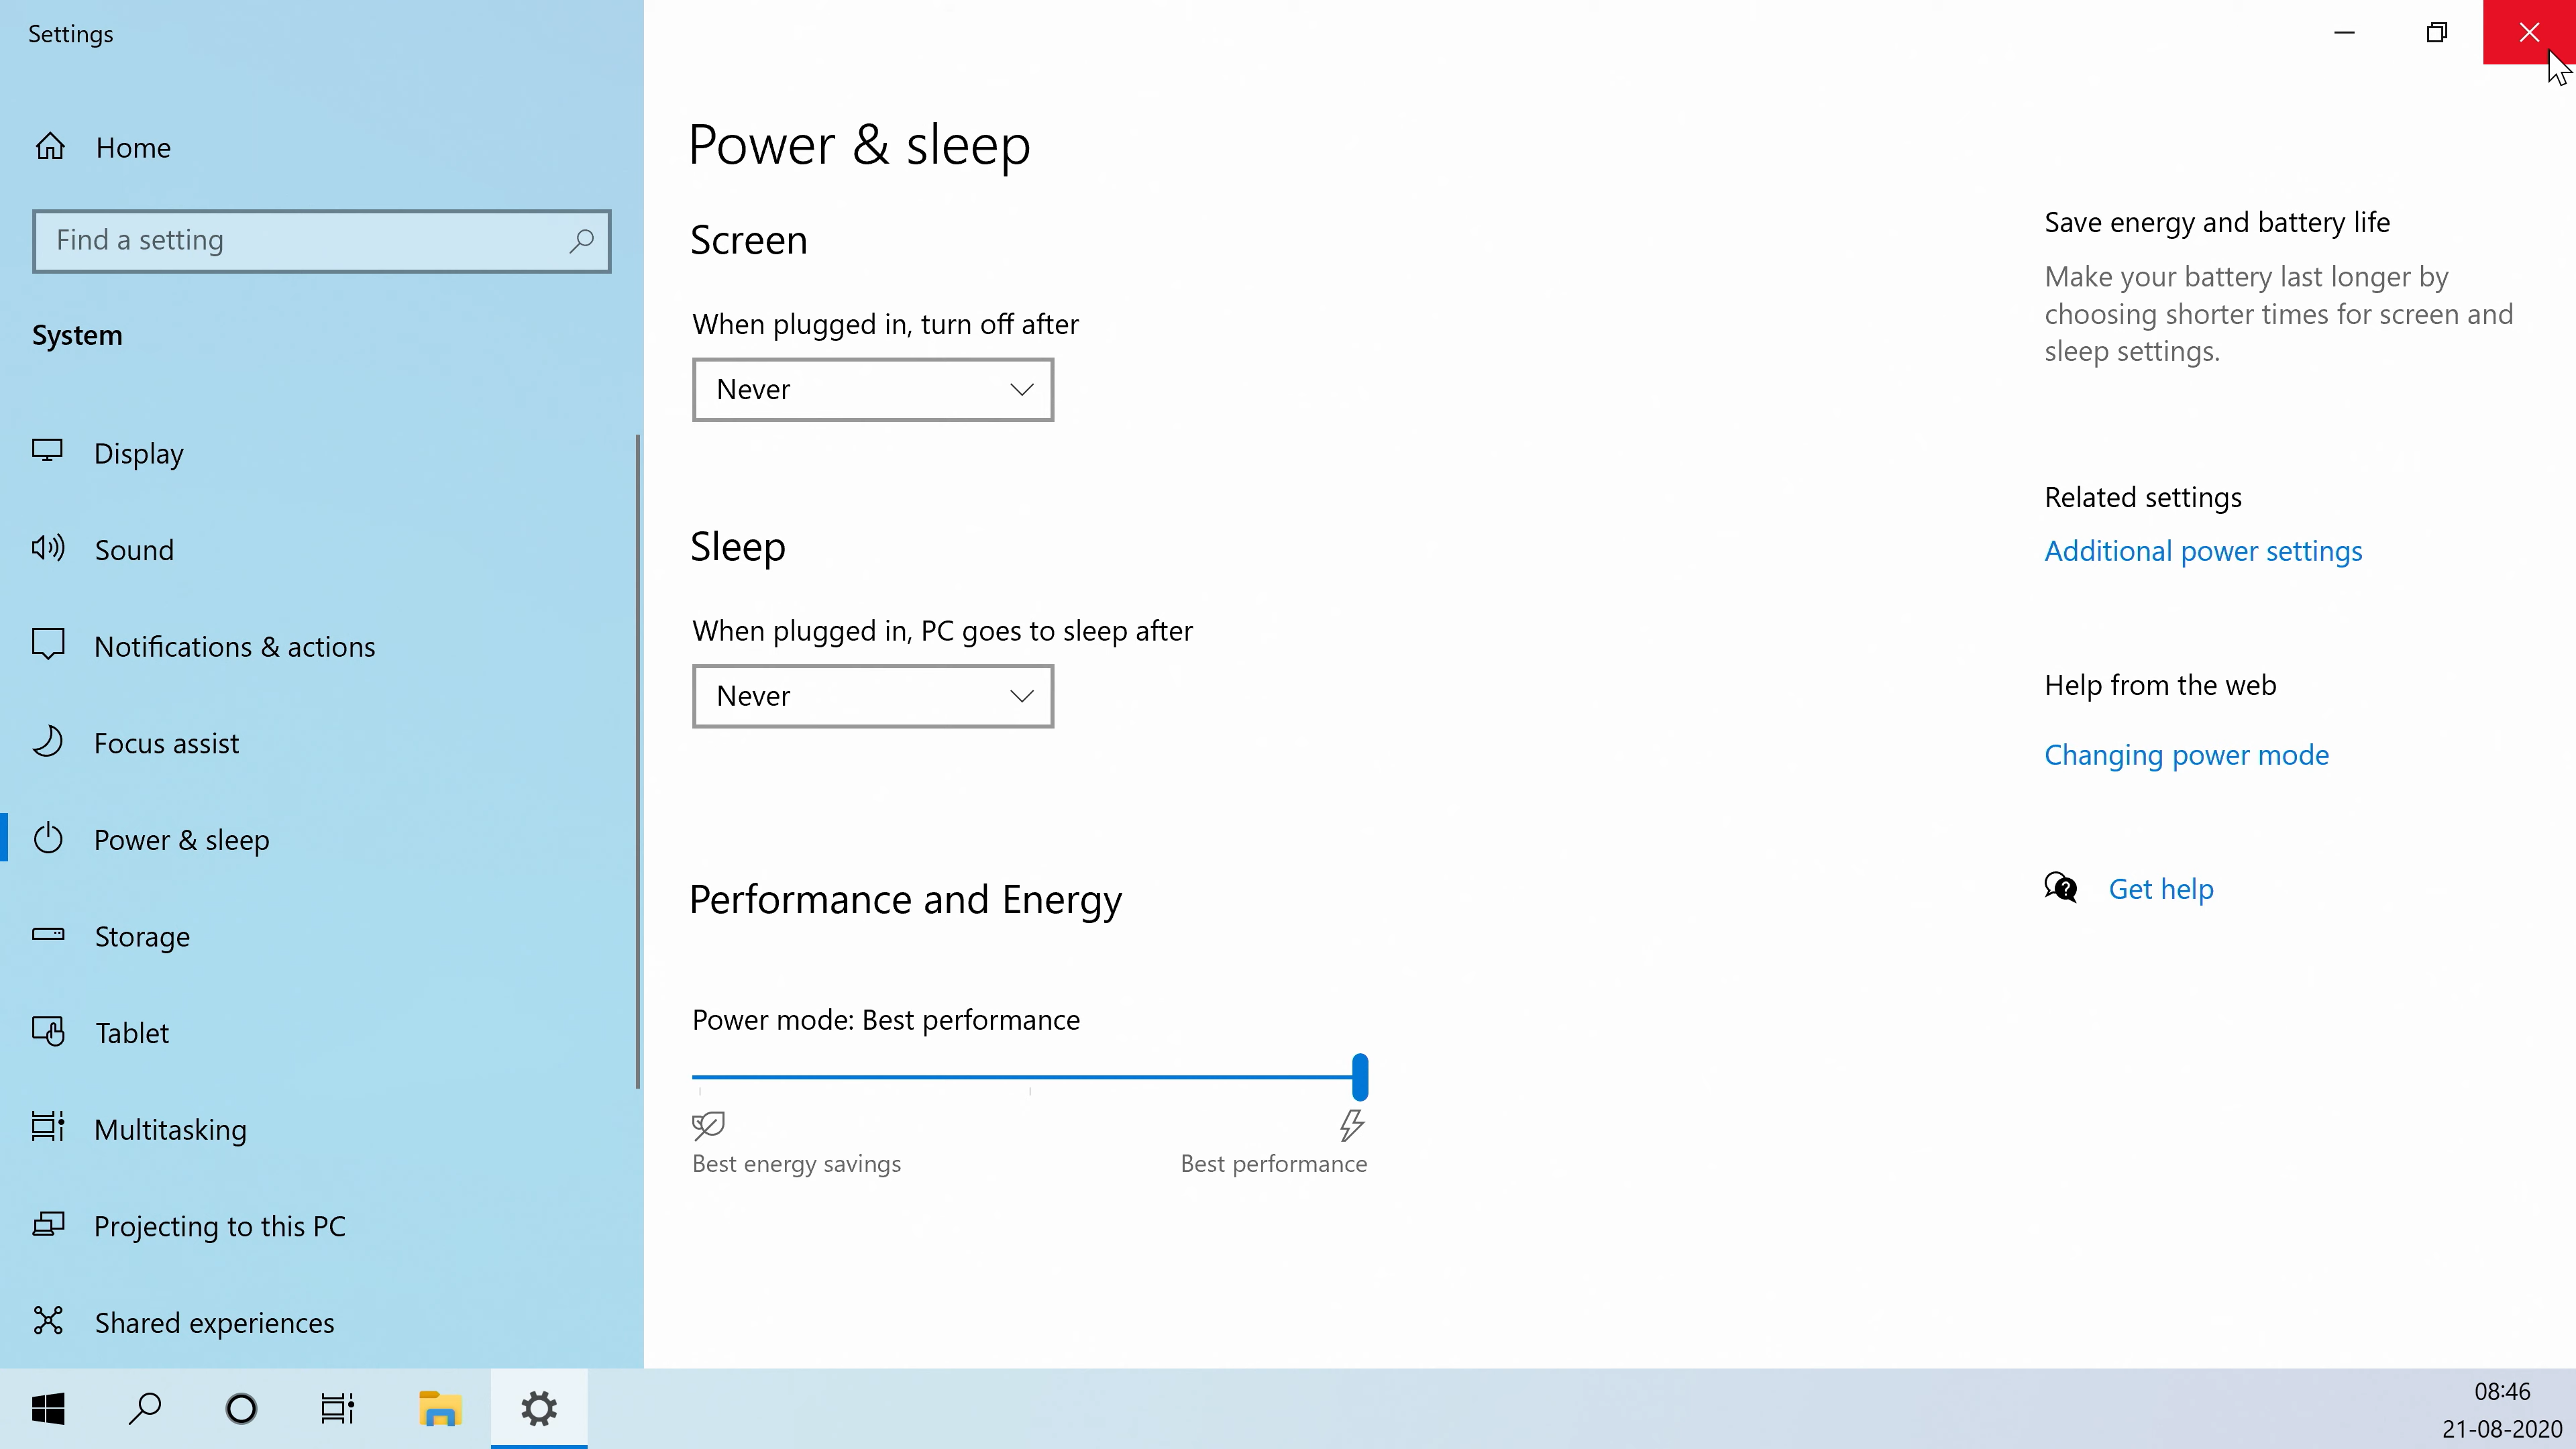 Settings
Home
Find a setting
System
Display
Sound
Notifications & actions
Focus assist
Power & sleep
Storage
Tablet
Multitasking
Projecting to this PC
Shared experiences
Power & sleep
Screen
When plugged in, turn off after
Never
Sleep
When plugged in, PC goes to sleep after
Never
Performance and Energy
Power mode: Best performance
Best energy savings
Best performance
Save energy and battery life
Make your battery last longer by
choosing shorter times for screen and
sleep settings.
Related settings
Additional power settings
Help from the web
Changing power mode
Get help
08:46
21-08-2020